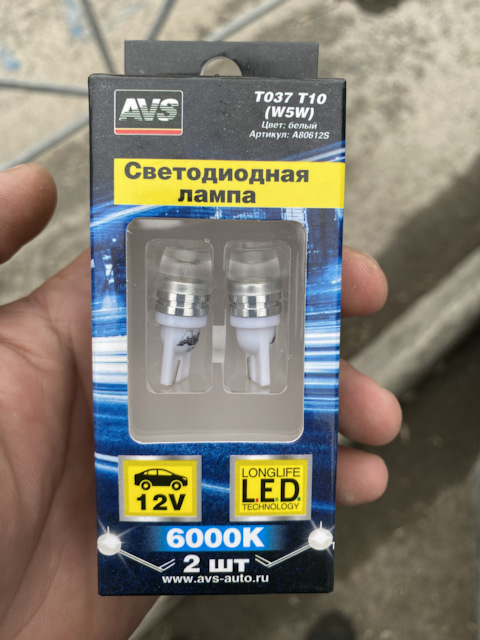 AVS
T037 T10
(W5W)
Цвет: белый
Артикул: A80612S
Светодиодная
лампа
12V
LONGLIFE
L.E.D.
TECHNOLOGY
6000K
2 шт
www.avs-auto.ru